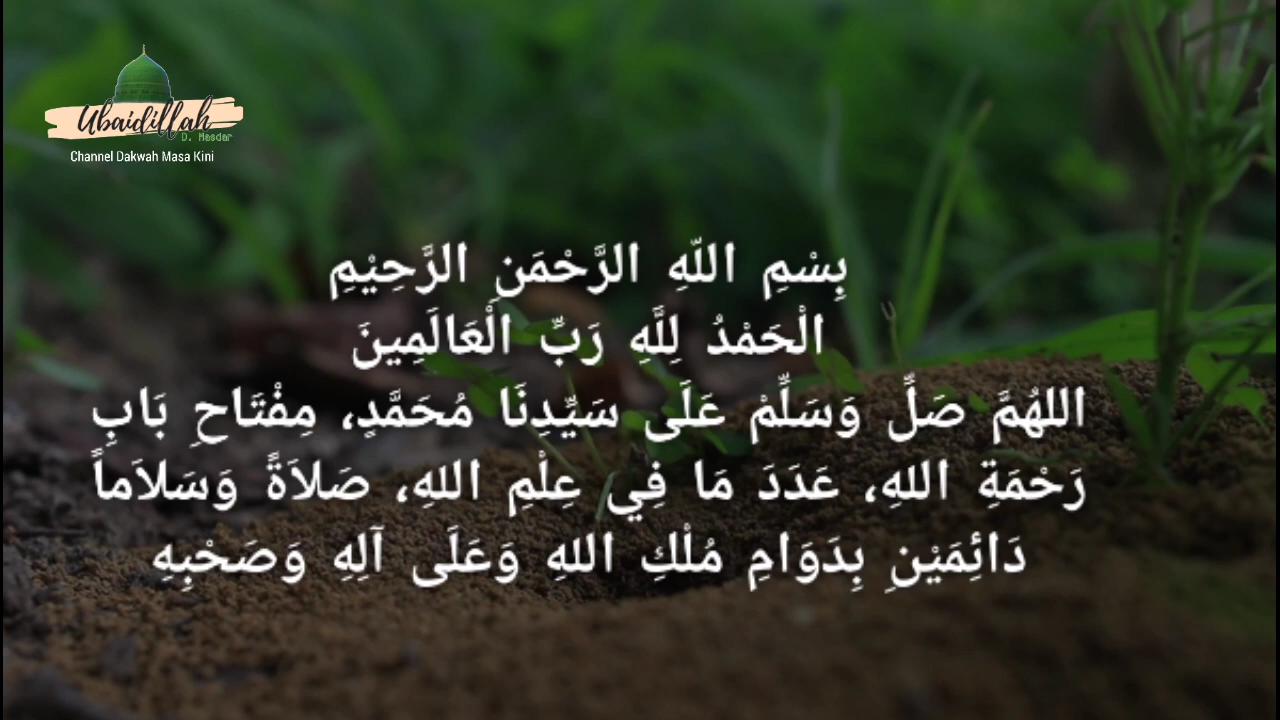 Ubaidillah
D. Hasdar
Channel Dakwah Masa Kini
بِسْمِ اللّٰهِ الرَّحْمَنِ الرَّحِيْمِ
الْحَمْدُ لِلَّهِ رَبِّ الْعَالَمِينَ
اللهُمَّ صَلِّ وَسَلِّمْ عَلَى سَيِّدِنَا مُحَمَّدٍ، مِفْتَاحِ بَابِ
رَحْمَةِ اللهِ، عَدَدَ مَا فِي عِلْمِ اللهِ، صَلاَةً وَسَلاَماً
دَائِمَيْنِ بِدَوَامِ مُلْكِ اللهِ وَعَلَى آلِهِ وَصَحْبِهِ